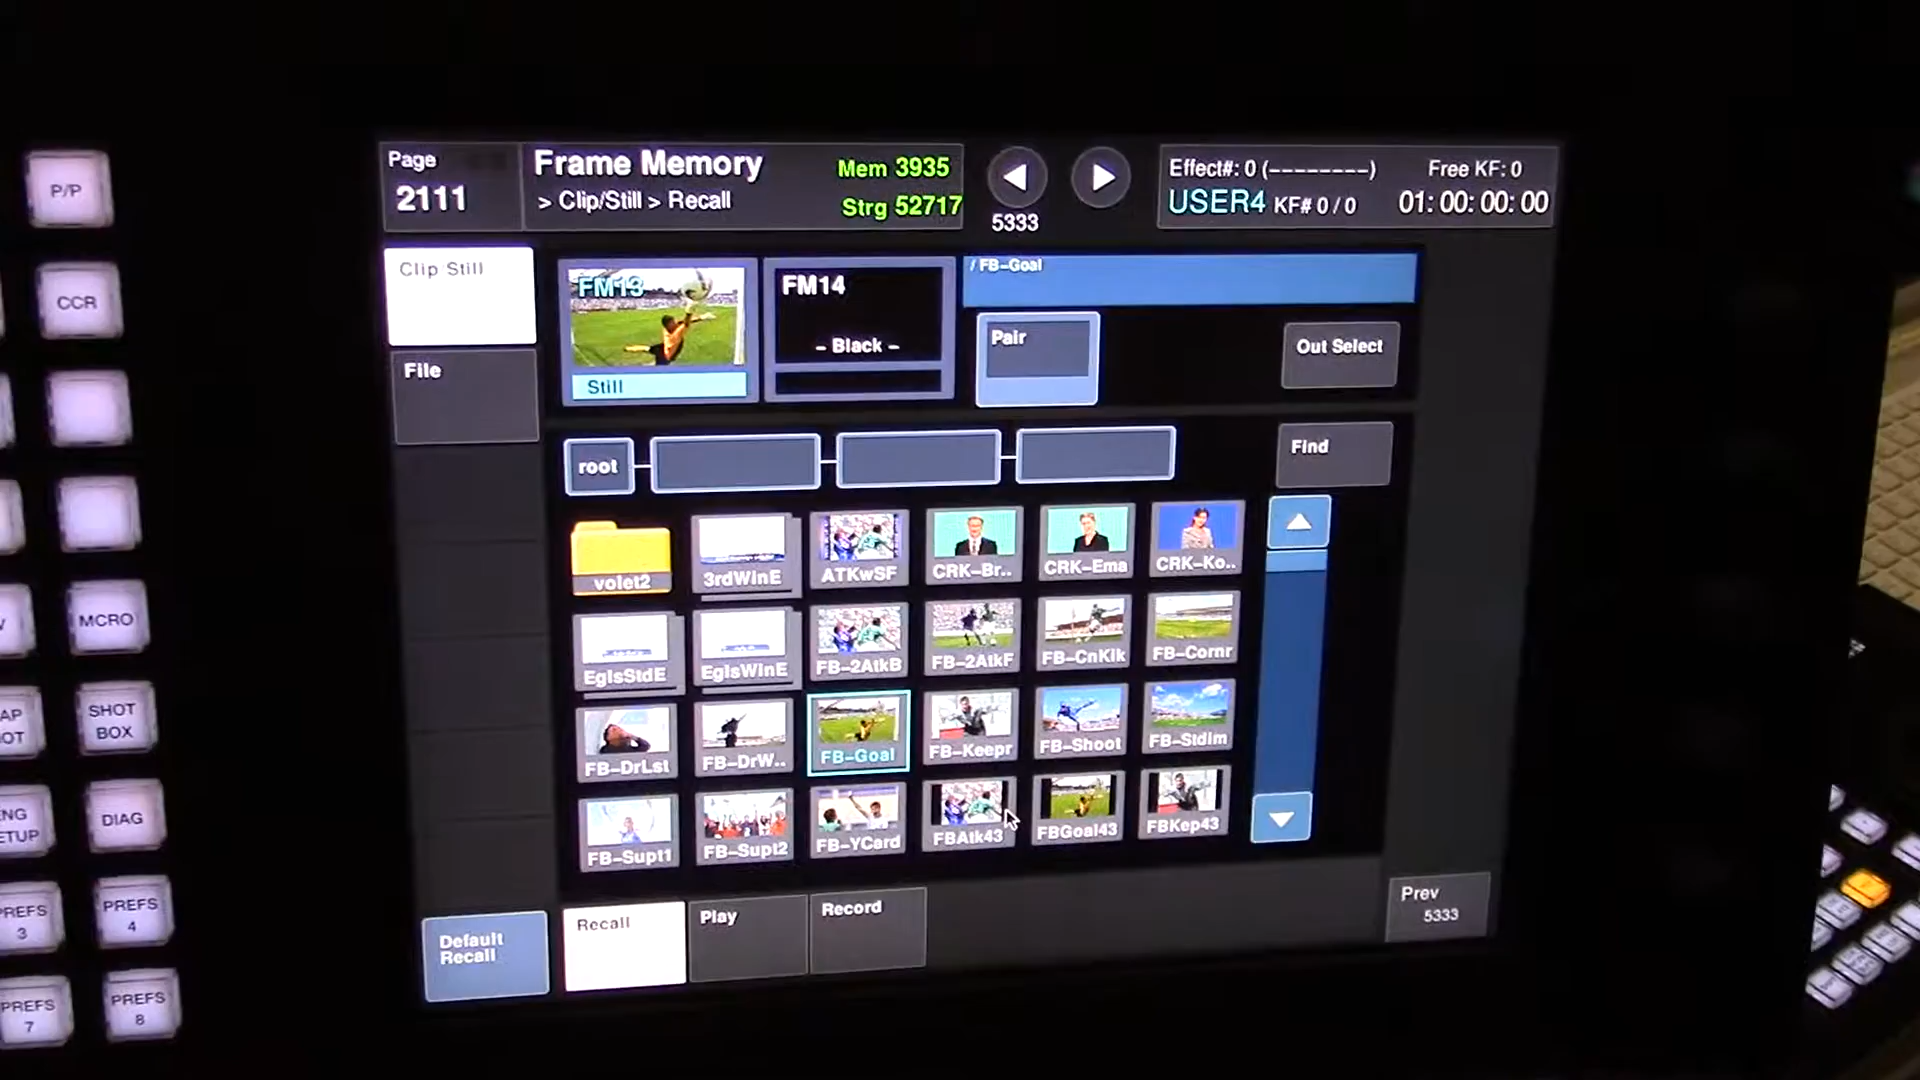 P/P
CCR
MCRO
SHOT
BOX
DIAG
PREFS
3
PREFS
4
PREFS
7
PREFS
8
Page
2111
Frame Memory
> Clip/Still > Recall
Mem 3935
Strg 52717
5333
Effect#: 0 (--------)
Free KF: 0
USER4 KF# 0 / 0
01: 00: 00: 00
Clip Still
File
FM13
Still
FM14
– Black –
/ FB–Goal
Pair
Out Select
root
Find
volet2
3rdWinE
ATKwSF
CRK–Br..
CRK–Ema
CRK–Ko..
EglsStdE
EglsWinE
FB–2AtkB
FB–2AtkF
FB–CnKik
FB–Cornr
FB–DrLst
FB–DrW..
FB–Goal
FB–Keepr
FB–Shoot
FB–Stdim
FB–Supt1
FB–Supt2
FB–YCard
FBAtk43
FBGoal43
FBKep43
Default
Recall
Recall
Play
Record
Prev
5333